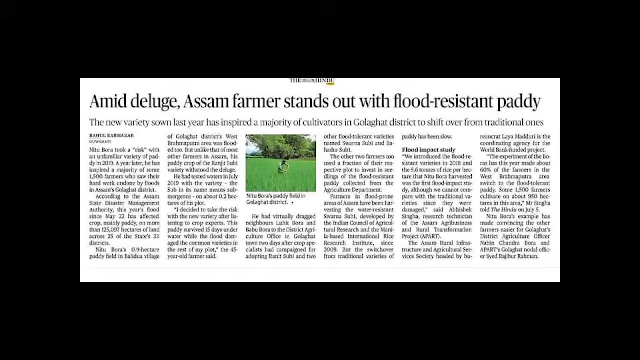 THE HINDU
Amid deluge, Assam farmer stands out with flood-resistant paddy
The new variety sown last year has inspired a majority of cultivators in Golaghat district to shift over from traditional ones
RAHUL KARMAKAR
GUWAHATI
Nitu Bora took a “risk” with
an unfamiliar variety of pad-
dy in 2019. A year later, he has
inspired a majority of some
1,500 farmers who saw their
hard work undone by floods
in Assam's Golaghat district.
According to the Assam
State Disaster Management
Authority, this year's flood
since May 22 has affected
crop, mainly paddy, on more
than 1,25,097 hectares of land
across 25 of the State's 33
districts.
Nitu Bora's 0.9-hectare
paddy field in Balidua village
of Golaghat district's West
Brahmaputra area was flood-
ed too. But unlike that of most
other farmers in Assam, his
paddy crop of the Ranjit Sub1
variety withstood the deluge.
He had tested waters in July
2019 with the variety - the
Sub in its name means sub-
mergence - on about 0.2 hec-
tares of his plot.
“I decided to take the risk
with the new variety after lis-
tening to crop experts. This
paddy survived 15 days under
water while the flood dam-
aged the common varieties in
the rest of my plot,” the 45-
year-old farmer said.
Nitu Bora's paddy field in
Golaghat district.
He had virtually dragged
neighbours Luhit Bora and
Babu Bora to the District Agri-
culture Office in Golaghat
town two days after crop spe-
cialists had campaigned for
adopting Ranjit Sub1 and two
other flood-tolerant varieties
named Swarna Sub1 and Ba-
hadur Sub1.
The other two farmers too
used a fraction of their res-
pective plot to invest in see-
dlings of the flood-resistant
paddy collected from the
Agriculture Department.
Farmers in flood-prone
areas of Assam have been har-
vesting the water-resistant
Swarna Sub1, developed by
the Indian Council of Agricul-
tural Research and the Mani-
la-based International Rice
Research Institute, since
2009. But the switchover
from traditional varieties of
paddy has been slow.
Flood impact study
“We introduced the flood-re-
sistant varieties in 2018 and
the 5.6 tonnes of rice per hec-
tare that Nitu Bora harvested
was the first flood-impact stu-
dy, although we cannot com-
pare with the traditional va-
rieties since they were
damaged,” said Abhishek
Singha, research technician
of the Assam Agribusiness
and Rural Transformation
Project (APART).
The Assam Rural Infras-
tructure and Agricultural Ser-
vices Society headed by bu-
reaucrat Laya Madduri is the
coordinating agency for the
World Bank-funded project.
“The experiment of the Bo-
ras has this year made about
60% of the farmers in the
West Brahmaputra area
switch to the flood-tolerant
paddy. Some 1,500 farmers
cultivate on about 950 hec-
tares in this area,” Mr Singha
told The Hindu on July 5.
Nitu Bora's example has
made convincing the other
farmers easier for Golaghat's
District Agriculture Officer
Nabin Chandra Bora and
APART's Golaghat nodal offic-
er Syed Rajibur Rahman.